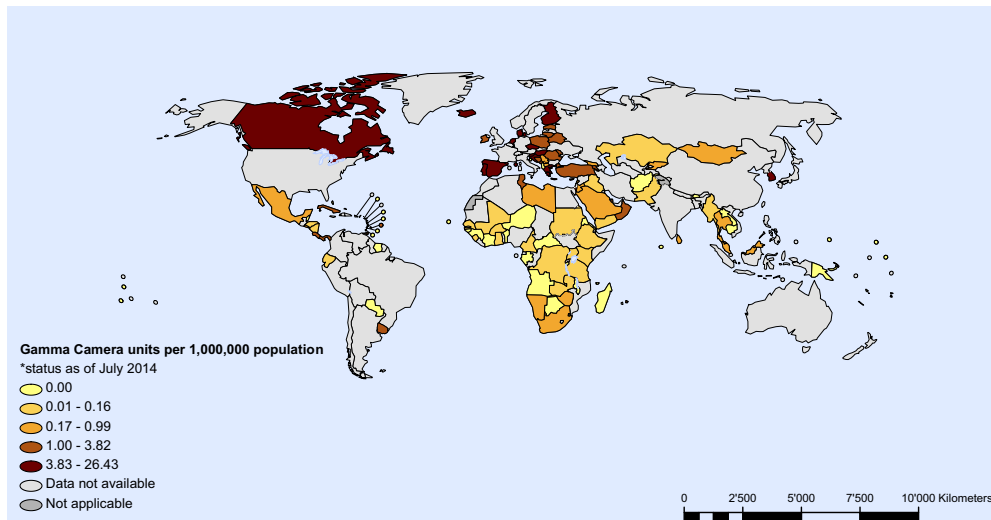 Gamma Camera units per 1,000,000 population
*status as of July 2014
0.00
0.01 - 0.16
0.17 - 0.99
1.00 - 3.82
3.83 - 26.43
Data not available
Not applicable
0 2'500 5'000 7'500 10'000 Kilometers